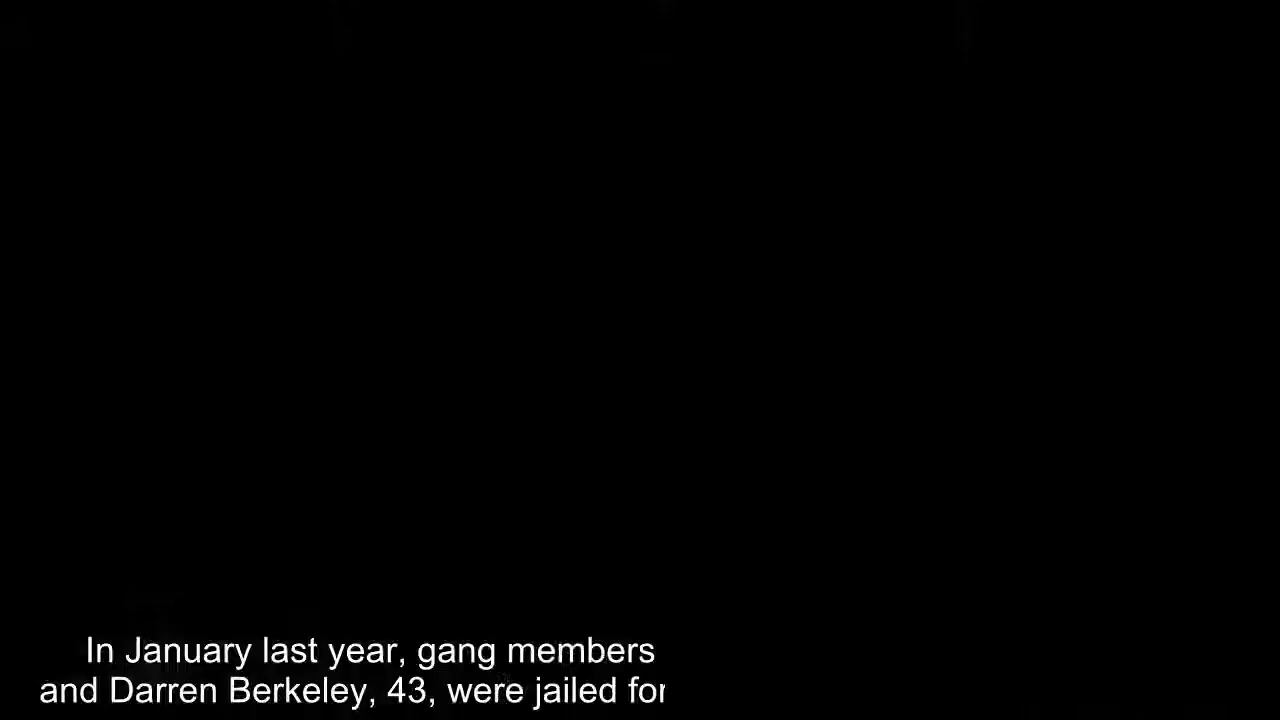 In January last year, gang members
and Darren Berkeley, 43, were jailed for